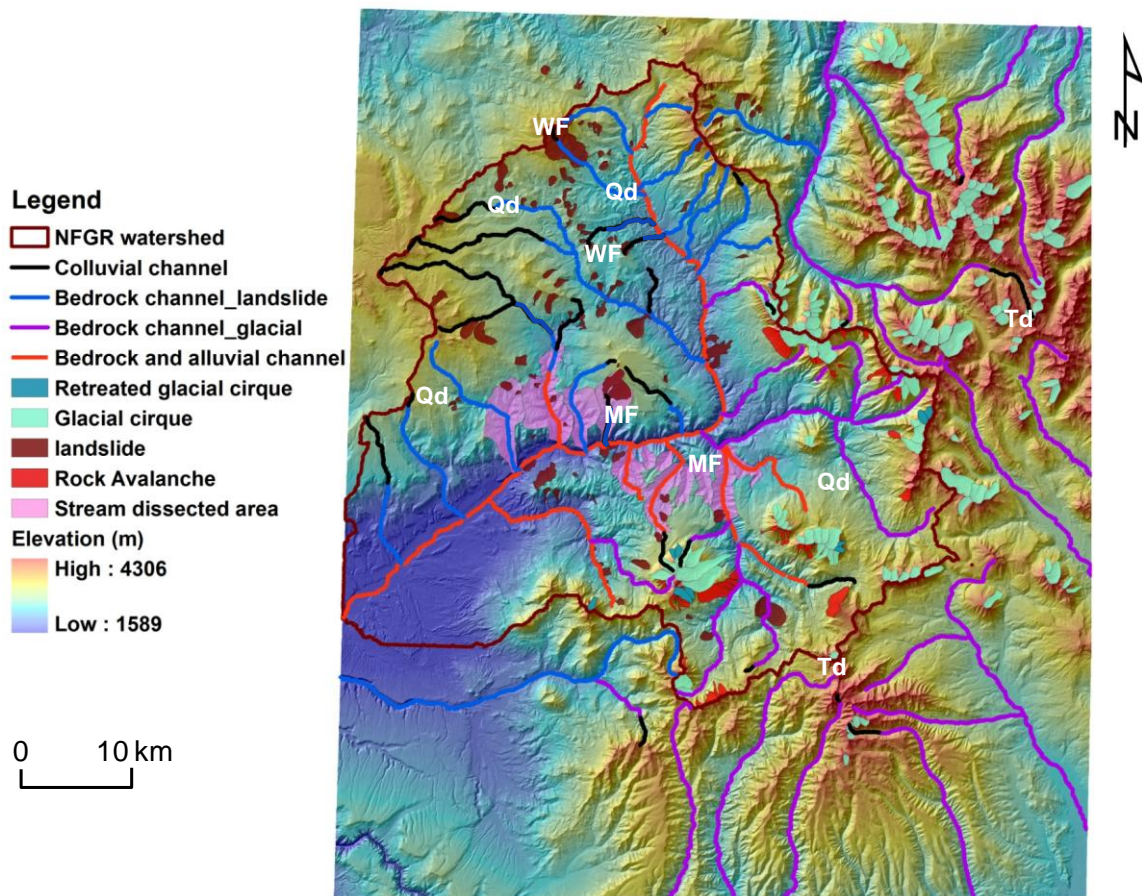 N
WF
Qd
Qd
WF
Td
Qd
MF
MF
Qd
Td
Legend
NFGR watershed
Colluvial channel
Bedrock channel_landslide
Bedrock channel_glacial
Bedrock and alluvial channel
Retreated glacial cirque
Glacial cirque
landslide
Rock Avalanche
Stream dissected area
Elevation (m)
High : 4306
Low : 1589
0 10 km